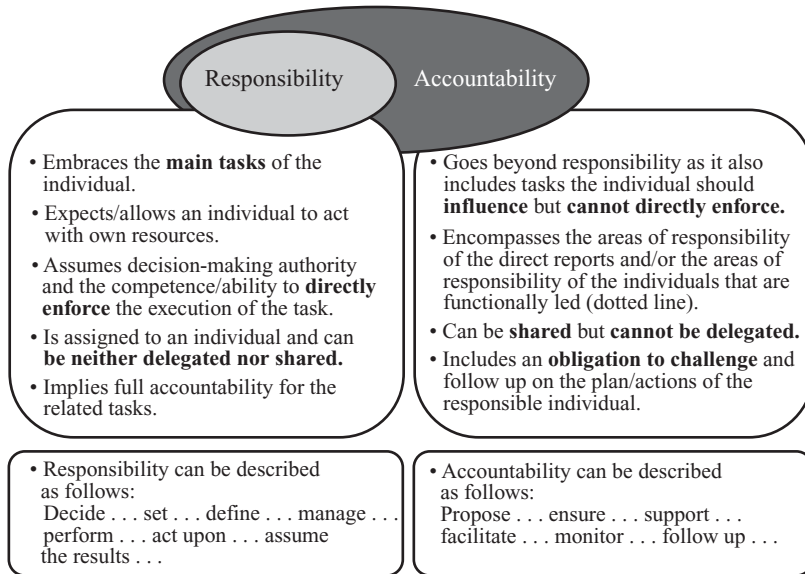 Responsibility
Accountability
• Embraces the main tasks of the
individual.
• Expects/allows an individual to act
with own resources.
• Assumes decision-making authority
and the competence/ability to directly
enforce the execution of the task.
• Is assigned to an individual and can
be neither delegated nor shared.
• Implies full accountability for the
related tasks.
• Goes beyond responsibility as it also
includes tasks the individual should
influence but cannot directly enforce.
• Encompasses the areas of responsibility
of the direct reports and/or the areas of
responsibility of the individuals that are
functionally led (dotted line).
• Can be shared but cannot be delegated.
• Includes an obligation to challenge and
follow up on the plan/actions of the
responsible individual.
• Responsibility can be described
as follows:
Decide . . . set . . . define . . . manage . . .
perform . . . act upon . . . assume
the results . . .
• Accountability can be described
as follows:
Propose . . . ensure . . . support . . .
facilitate . . . monitor . . . follow up . . .